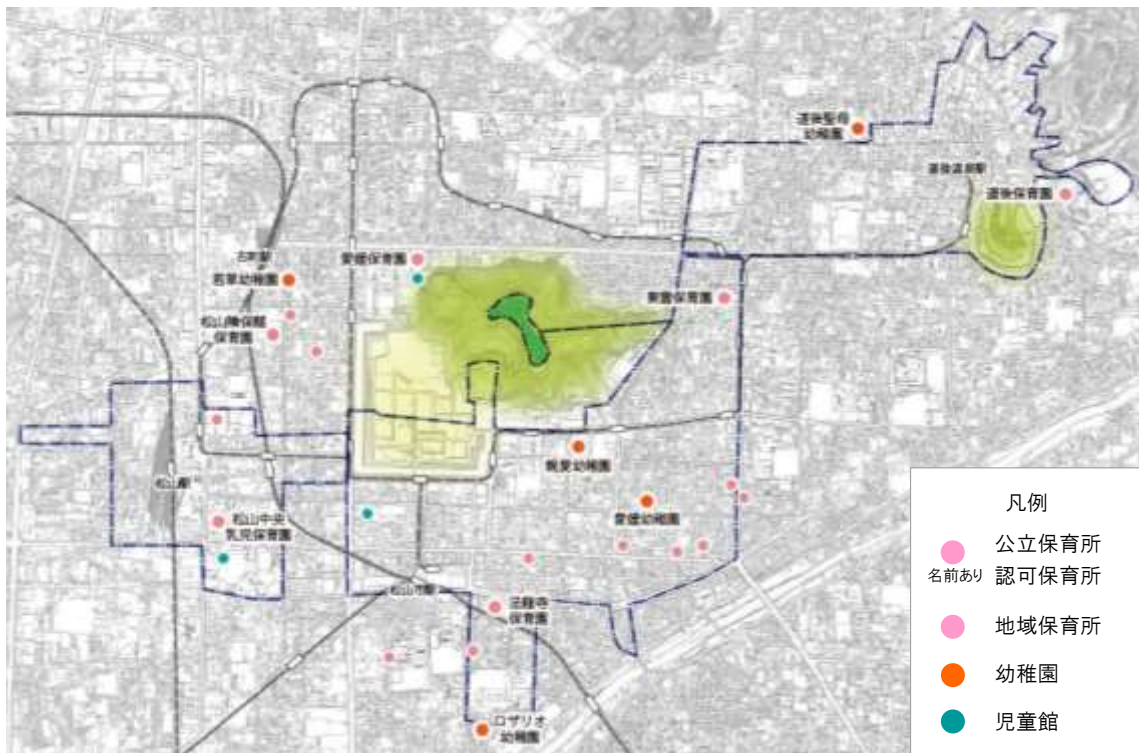 道後聖母
幼稚園
道後温泉駅
道後保育園
古町駅
愛媛保育園
若草幼稚園
東雲保育園
松山隣保館
保育園
親愛幼稚園
愛媛幼稚園
松山駅
松山中央
乳児保育園
松山市駅
法龍寺
保育園
ロザリオ
幼稚園
凡例
公立保育所
名前あり 認可保育所
地域保育所
幼稚園
児童館